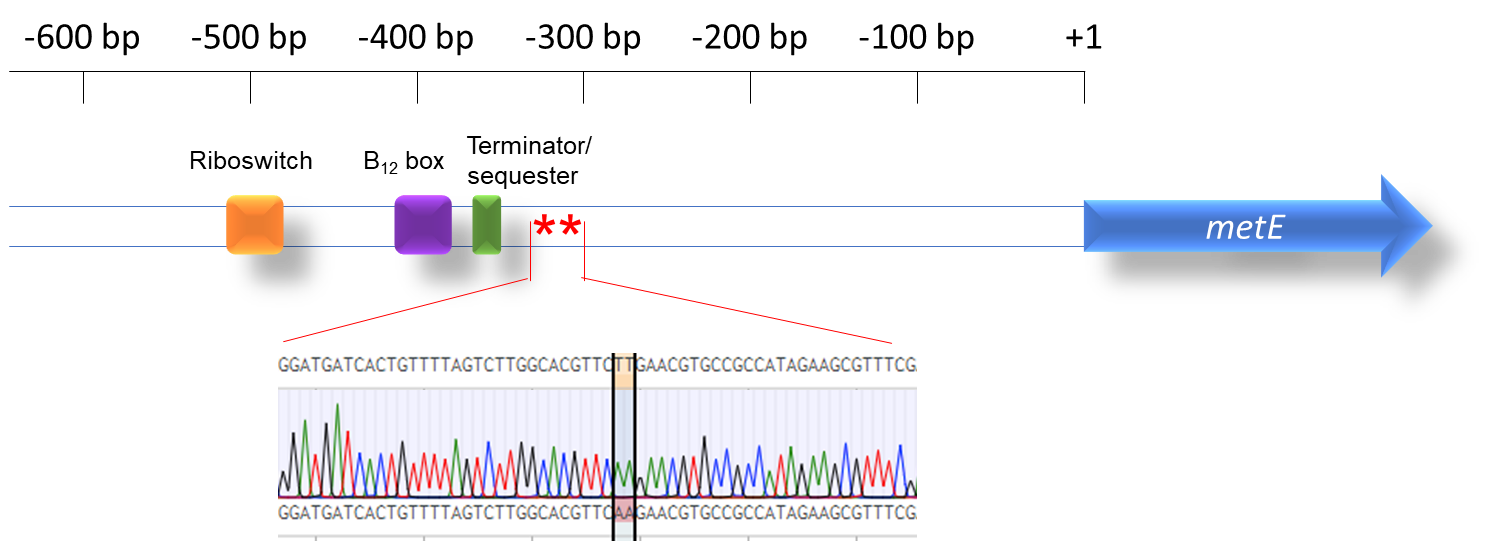 -600 bp -500 bp -400 bp -300 bp -200 bp -100 bp +1
Riboswitch
B12 box
Terminator/
sequester
**
metE
GGATGATCACTGTTTTAGTCTTGGCACGTTCTTGAACGTGCCGCCATAGAAGCGTTTCG
GGATGATCACTGTTTTAGTCTTGGCACGTTCAAGAACGTGCCGCCATAGAAGCGTTTCG